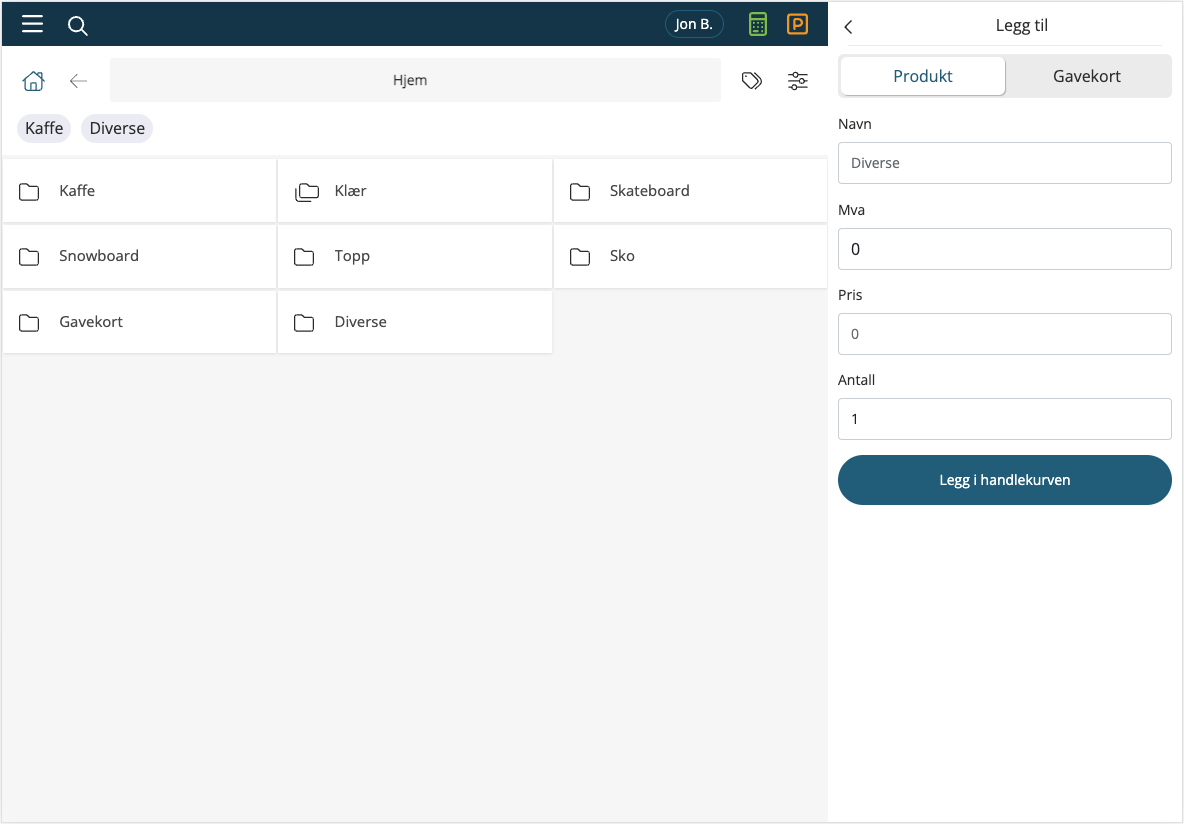 Jon B.
P
Hjem
Kaffe Diverse
Kaffe Klær Skateboard
Snowboard Topp Sko
Gavekort Diverse
Legg til
Produkt Gavekort
Navn
Diverse
Mva
0
Pris
0
Antall
1
Legg i handlekurven